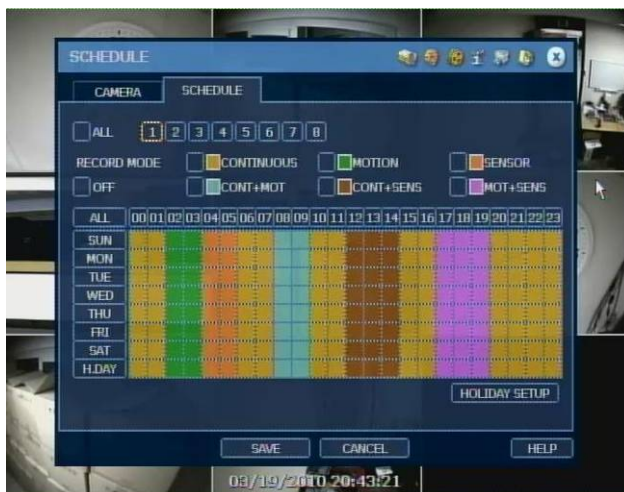 SCHEDULE
CAMERA SCHEDULE
ALL 1 2 3 4 5 6 7 8
RECORD MODE CONTINUOUS MOTION SENSOR
OFF CONT+MOT CONT+SENS MOT+SENS
ALL 00 01 02 03 04 05 06 07 08 09 10 11 12 13 14 15 16 17 18 19 20 21 22 23
SUN
MON
TUE
WED
THU
FRI
SAT
H.DAY
HOLIDAY SETUP
SAVE CANCEL HELP
03/19/2010 20:43:21